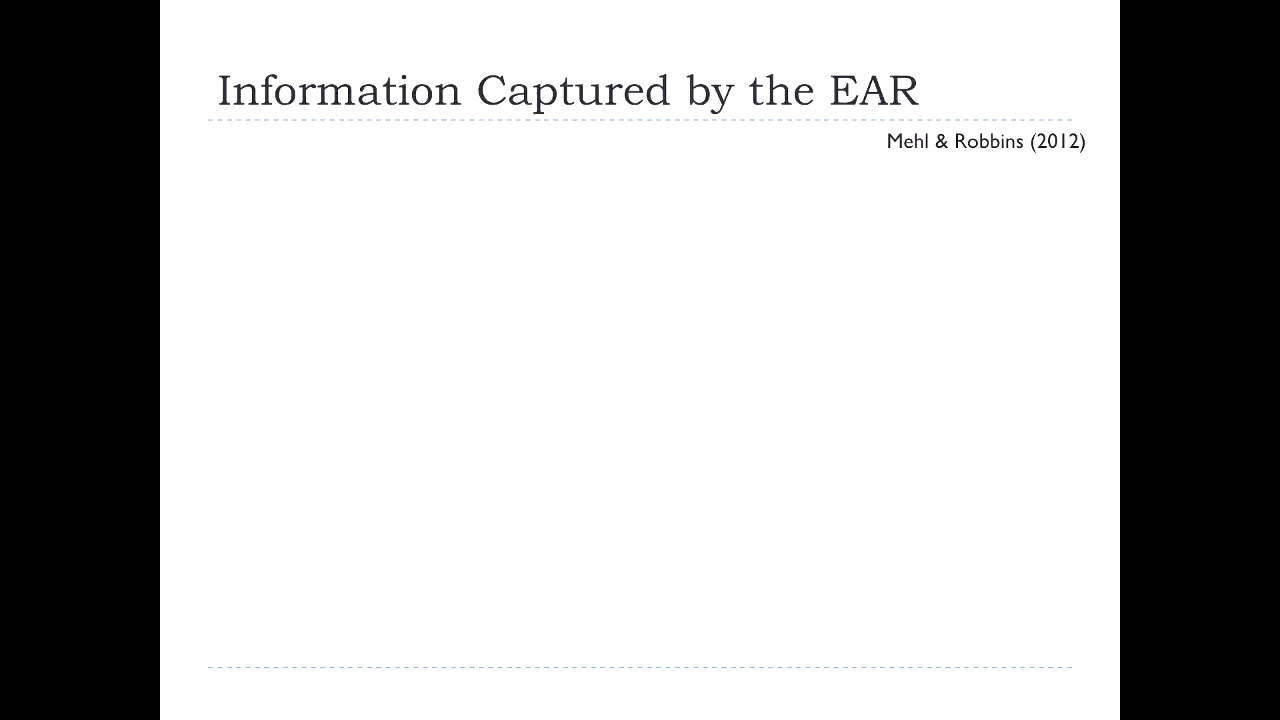 Information Captured by the EAR
Mehl & Robbins (2012)